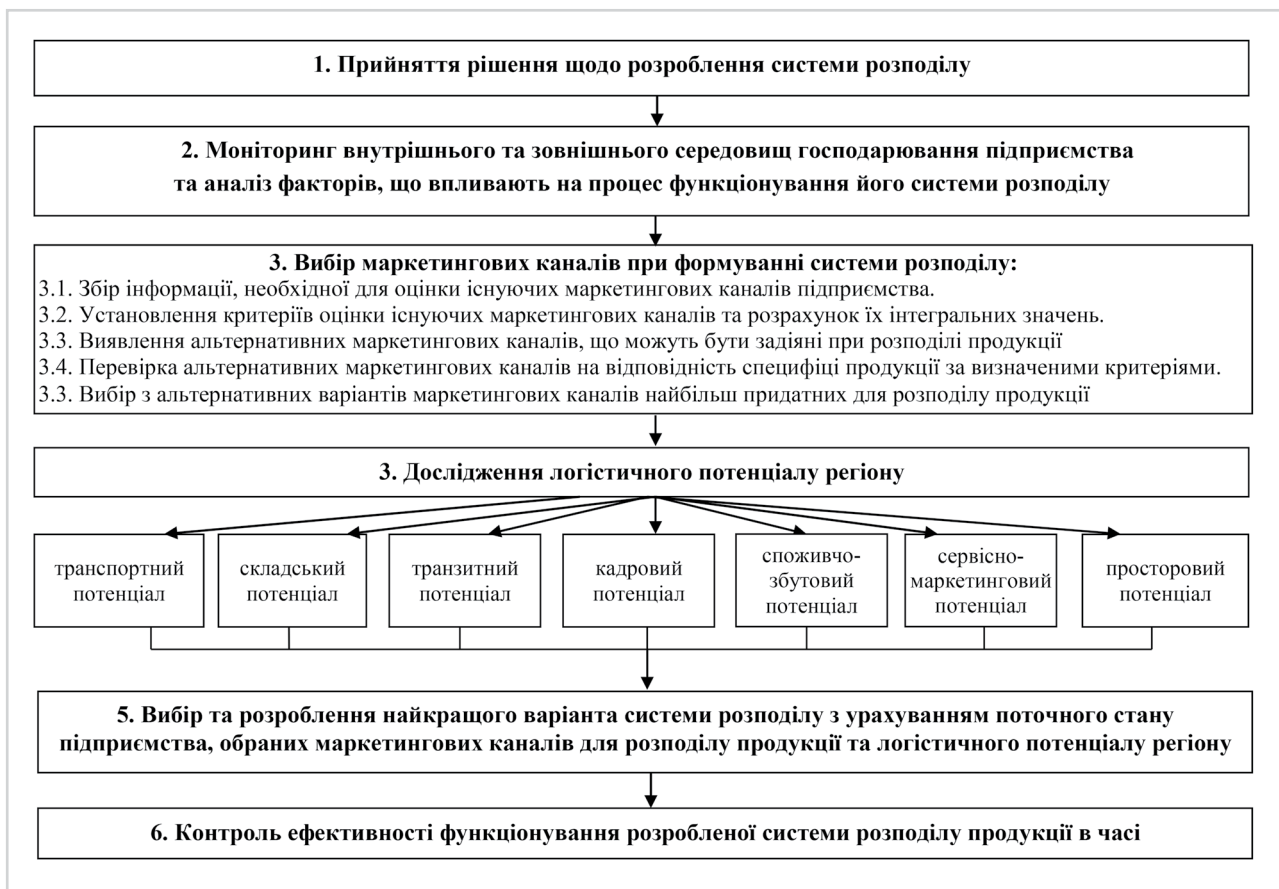 1. Прийняття рішення щодо розроблення системи розподілу
2. Моніторинг внутрішнього та зовнішнього середовищ господарювання підприємства
та аналіз факторів, що впливають на процес функціонування його системи розподілу
3. Вибір маркетингових каналів при формуванні системи розподілу:
3.1. Збір інформації, необхідної для оцінки існуючих маркетингових каналів підприємства.
3.2. Установлення критеріїв оцінки існуючих маркетингових каналів та розрахунок їх інтегральних значень.
3.3. Виявлення альтернативних маркетингових каналів, що можуть бути задіяні при розподілі продукції
3.4. Перевірка альтернативних маркетингових каналів на відповідність специфіці продукції за визначеними критеріями.
3.3. Вибір з альтернативних варіантів маркетингових каналів найбільш придатних для розподілу продукції
3. Дослідження логістичного потенціалу регіону
транспортний
потенціал
складський
потенціал
транзитний
потенціал
кадровий
потенціал
споживчо-
збутовий
потенціал
сервісно-
маркетинговий
потенціал
просторовий
потенціал
5. Вибір та розроблення найкращого варіанта системи розподілу з урахуванням поточного стану
підприємства, обраних маркетингових каналів для розподілу продукції та логістичного потенціалу регіону
6. Контроль ефективності функціонування розробленої системи розподілу продукції в часі